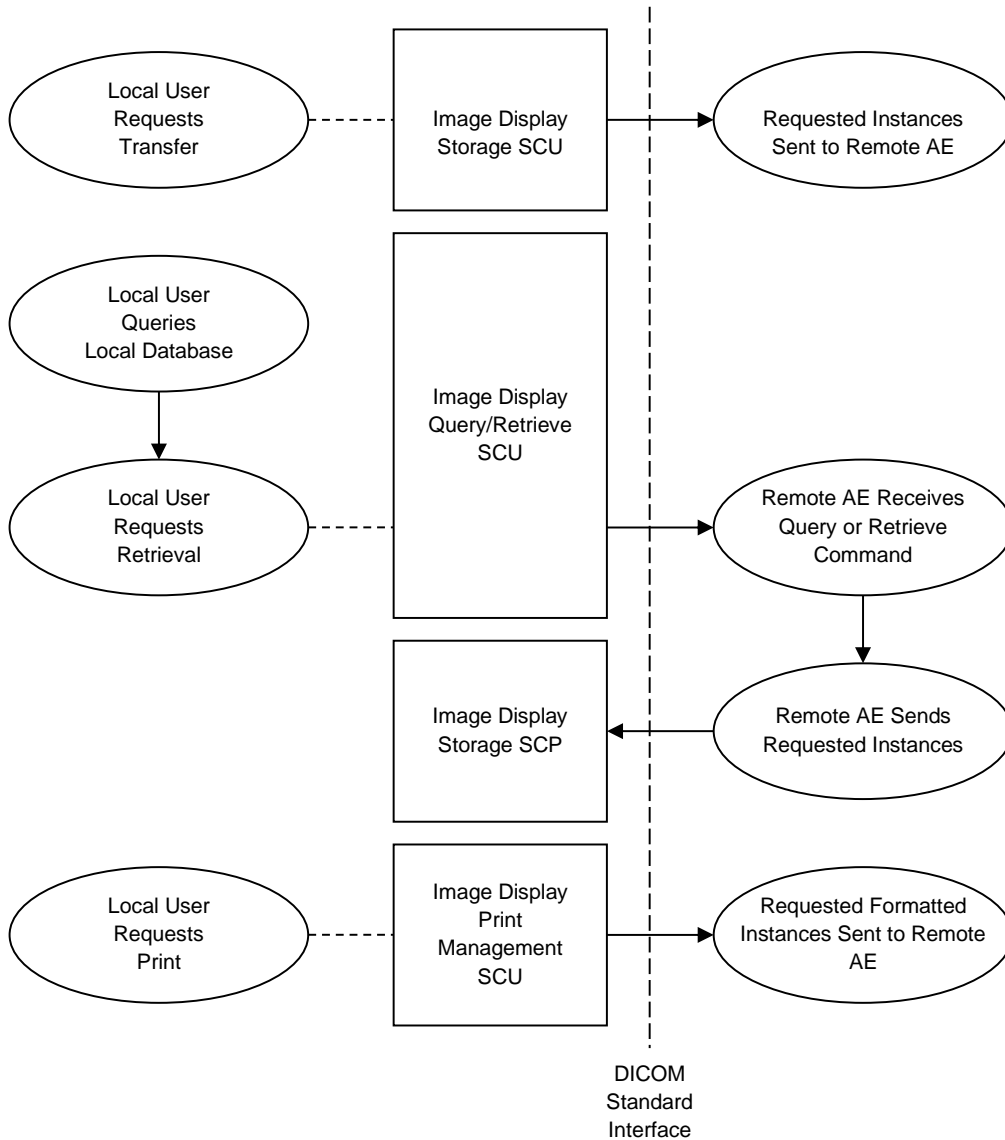 Local User
Requests
Transfer
Image Display
Storage SCU
Requested Instances
Sent to Remote AE
Local User
Queries
Local Database
Image Display
Query/Retrieve
SCU
Local User
Requests
Retrieval
Remote AE Receives
Query or Retrieve
Command
Image Display
Storage SCP
Remote AE Sends
Requested Instances
Local User
Requests
Print
Image Display
Print
Management
SCU
Requested Formatted
Instances Sent to Remote
AE
DICOM
Standard
Interface